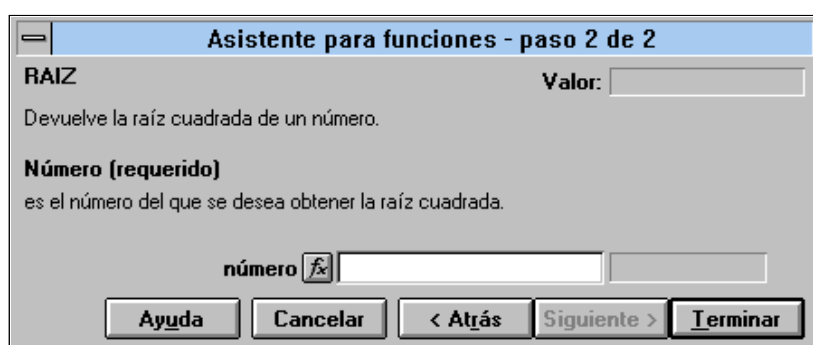 Asistente para funciones - paso 2 de 2
RAIZ Valor:
Devuelve la raíz cuadrada de un número.
Número (requerido)
es el número del que se desea obtener la raíz cuadrada.
número fx
Ayuda Cancelar < Atrás Siguiente > Terminar